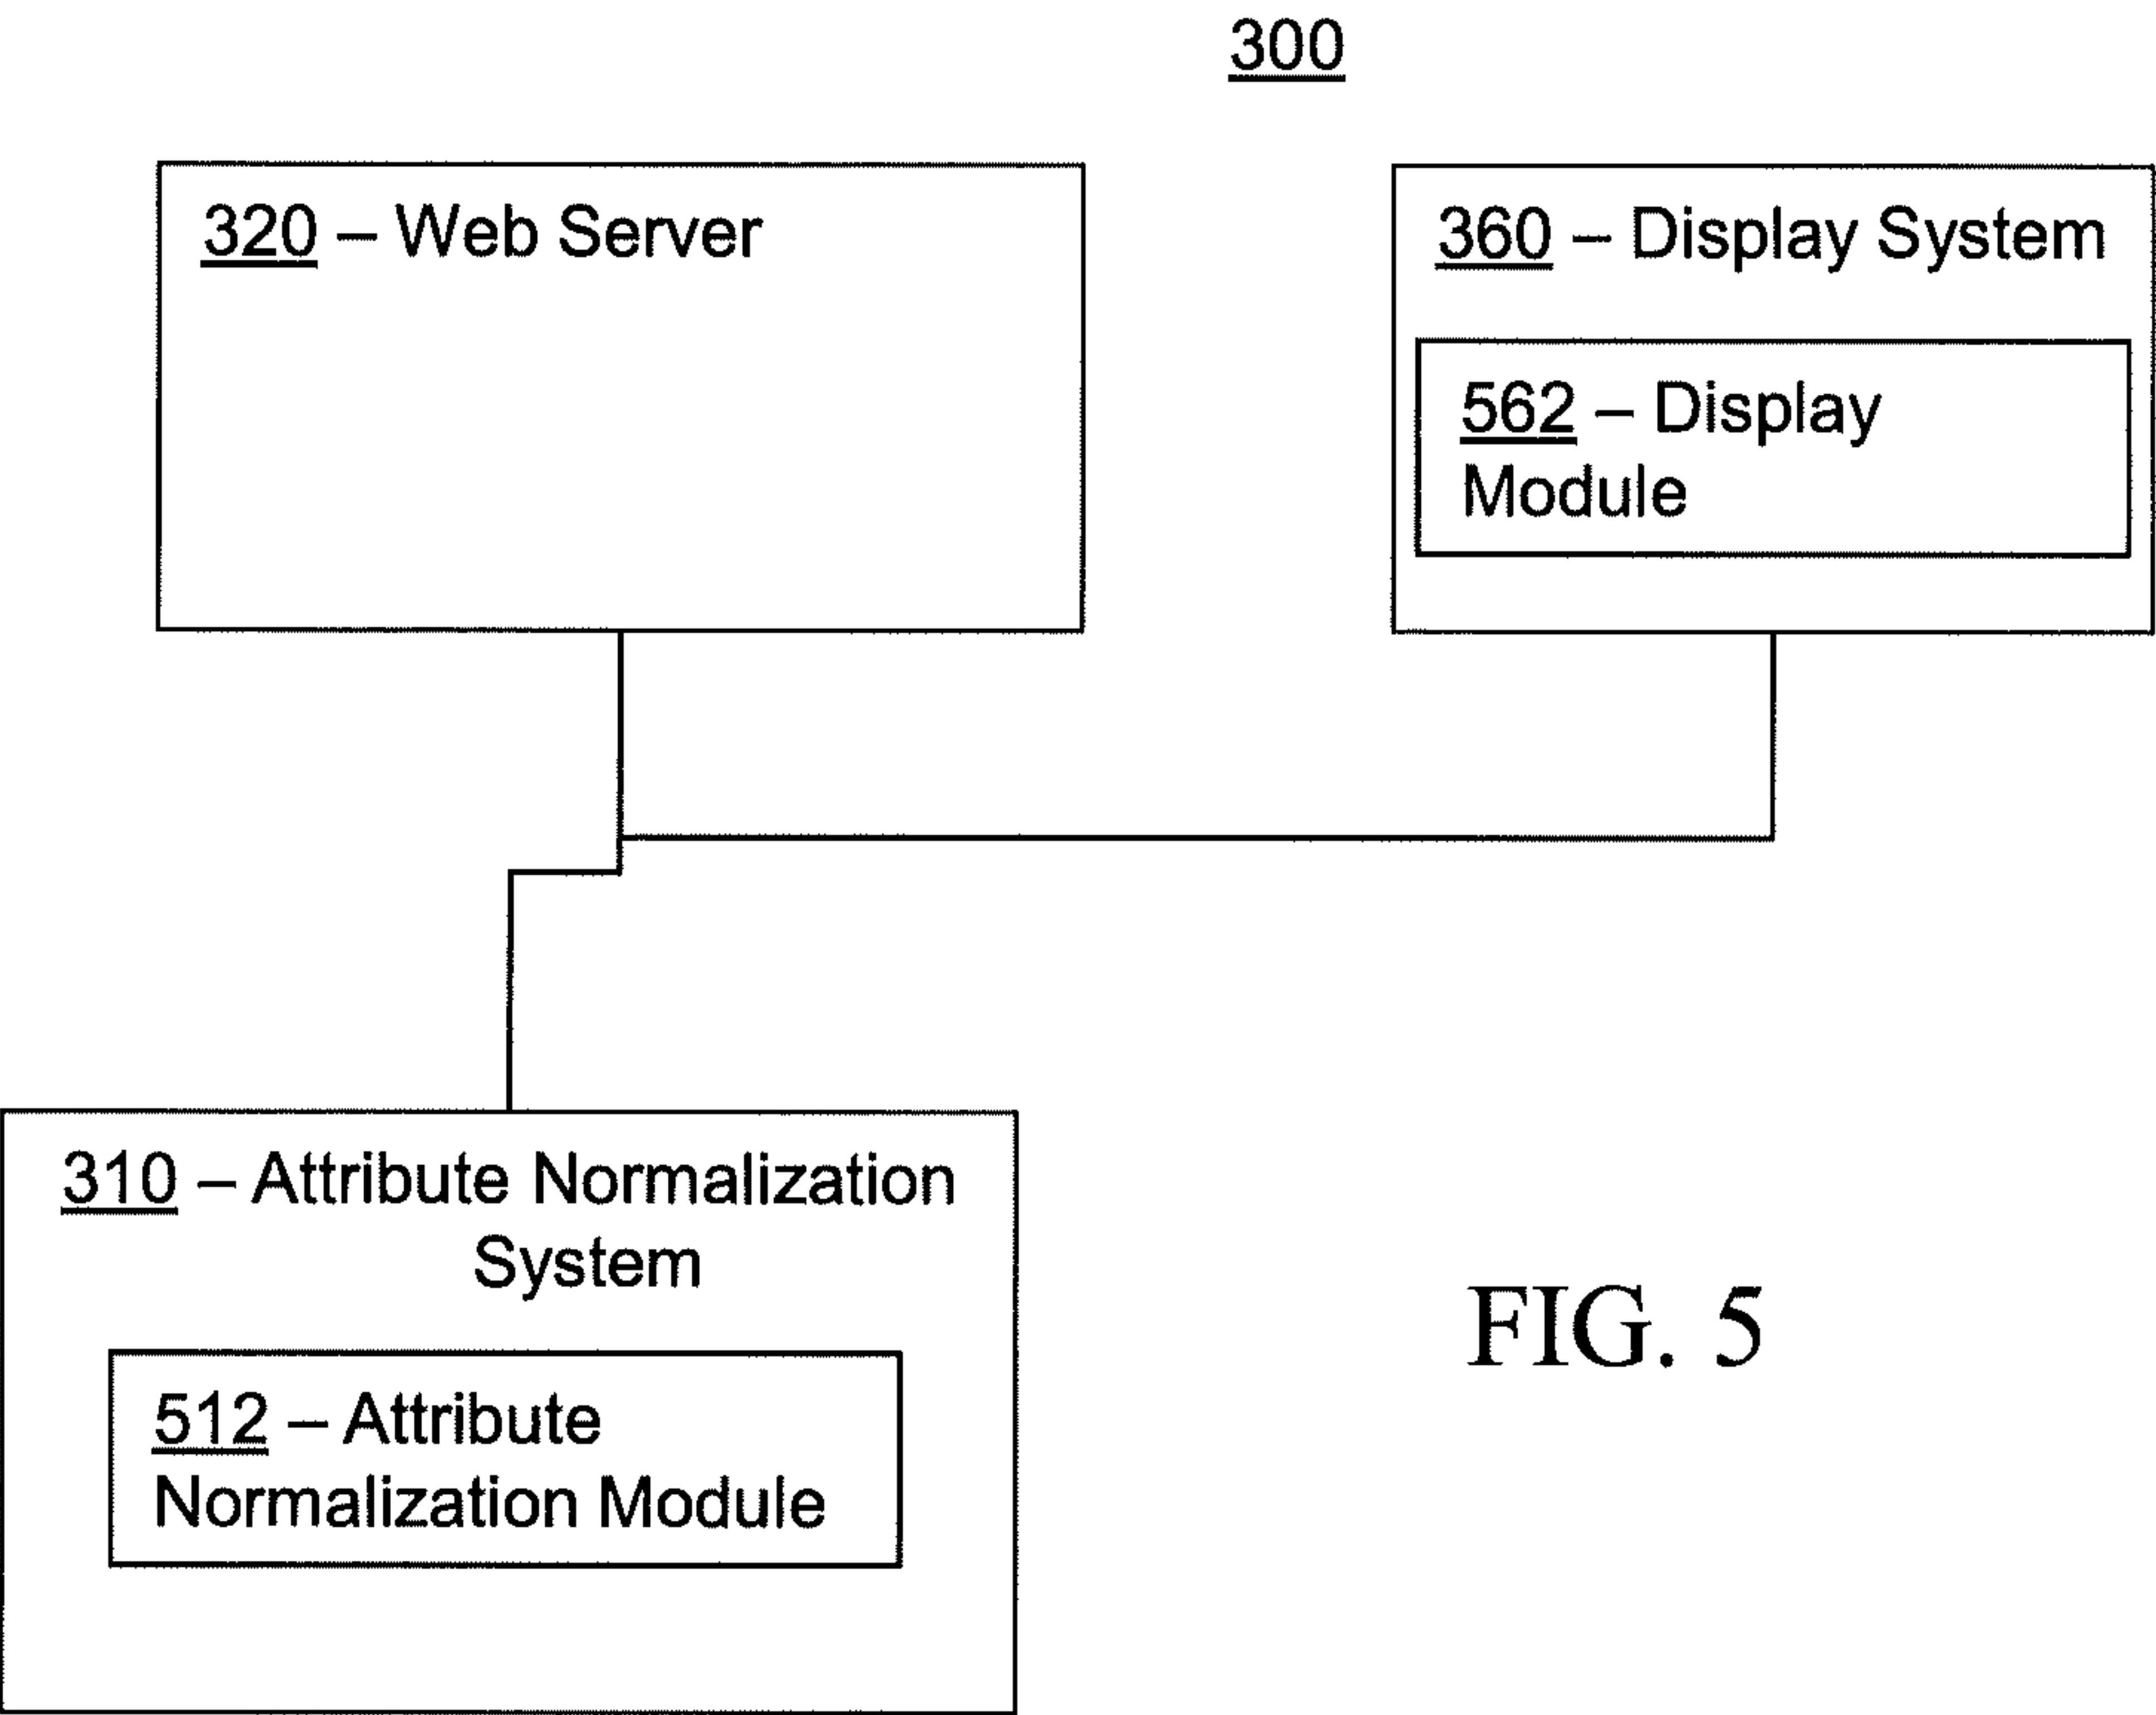 300
320 – Web Server
360 – Display System
562 – Display
Module
310 – Attribute Normalization
System
512 – Attribute
Normalization Module
FIG. 5